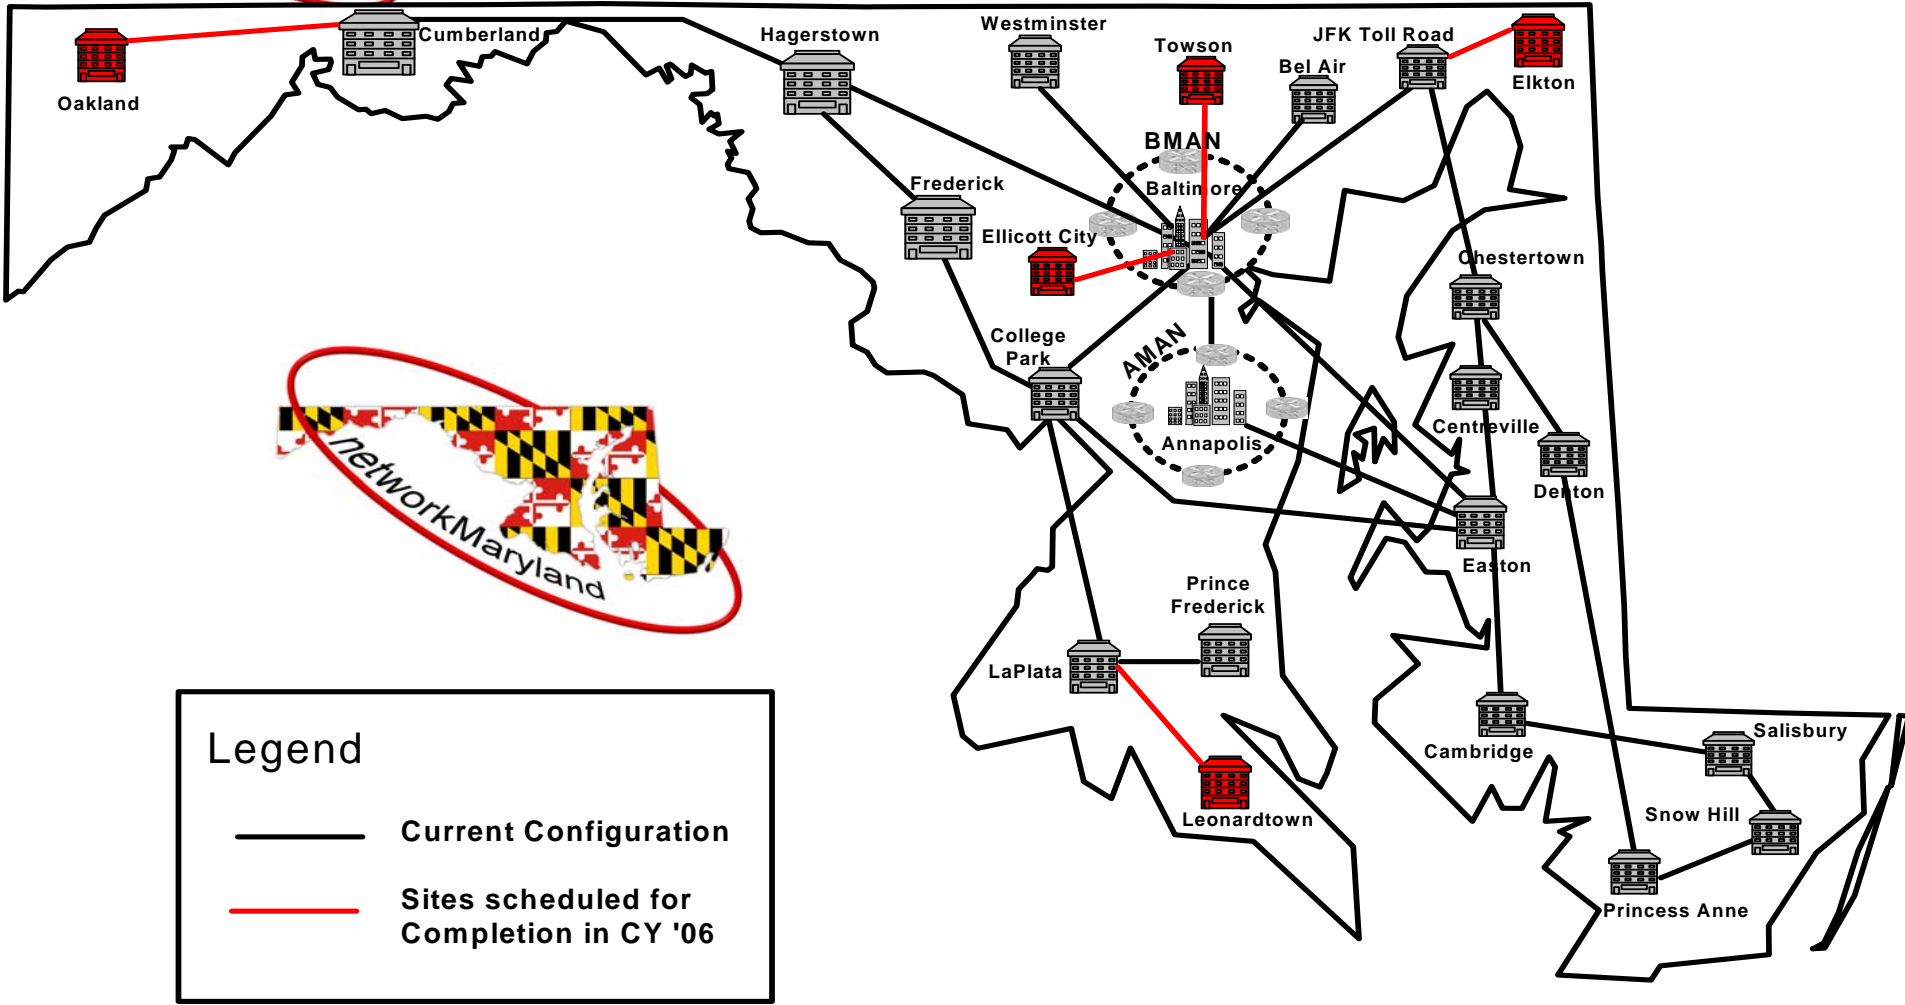 Westminster
Hagerstown
Cumberland
Towson
JFK Toll Road
Bel Air
Elkton
Oakland
BMAN
Frederick
Baltimore
Ellicott City
Chestertown
College
Park
AMAN
Centreville
Annapolis
Denton
networkMaryland
Easton
Prince
Frederick
LaPlata
Legend
Salisbury
Cambridge
Snow Hill
Leonardtown
Current Configuration
Sites scheduled for
Completion in CY '06
Princess Anne